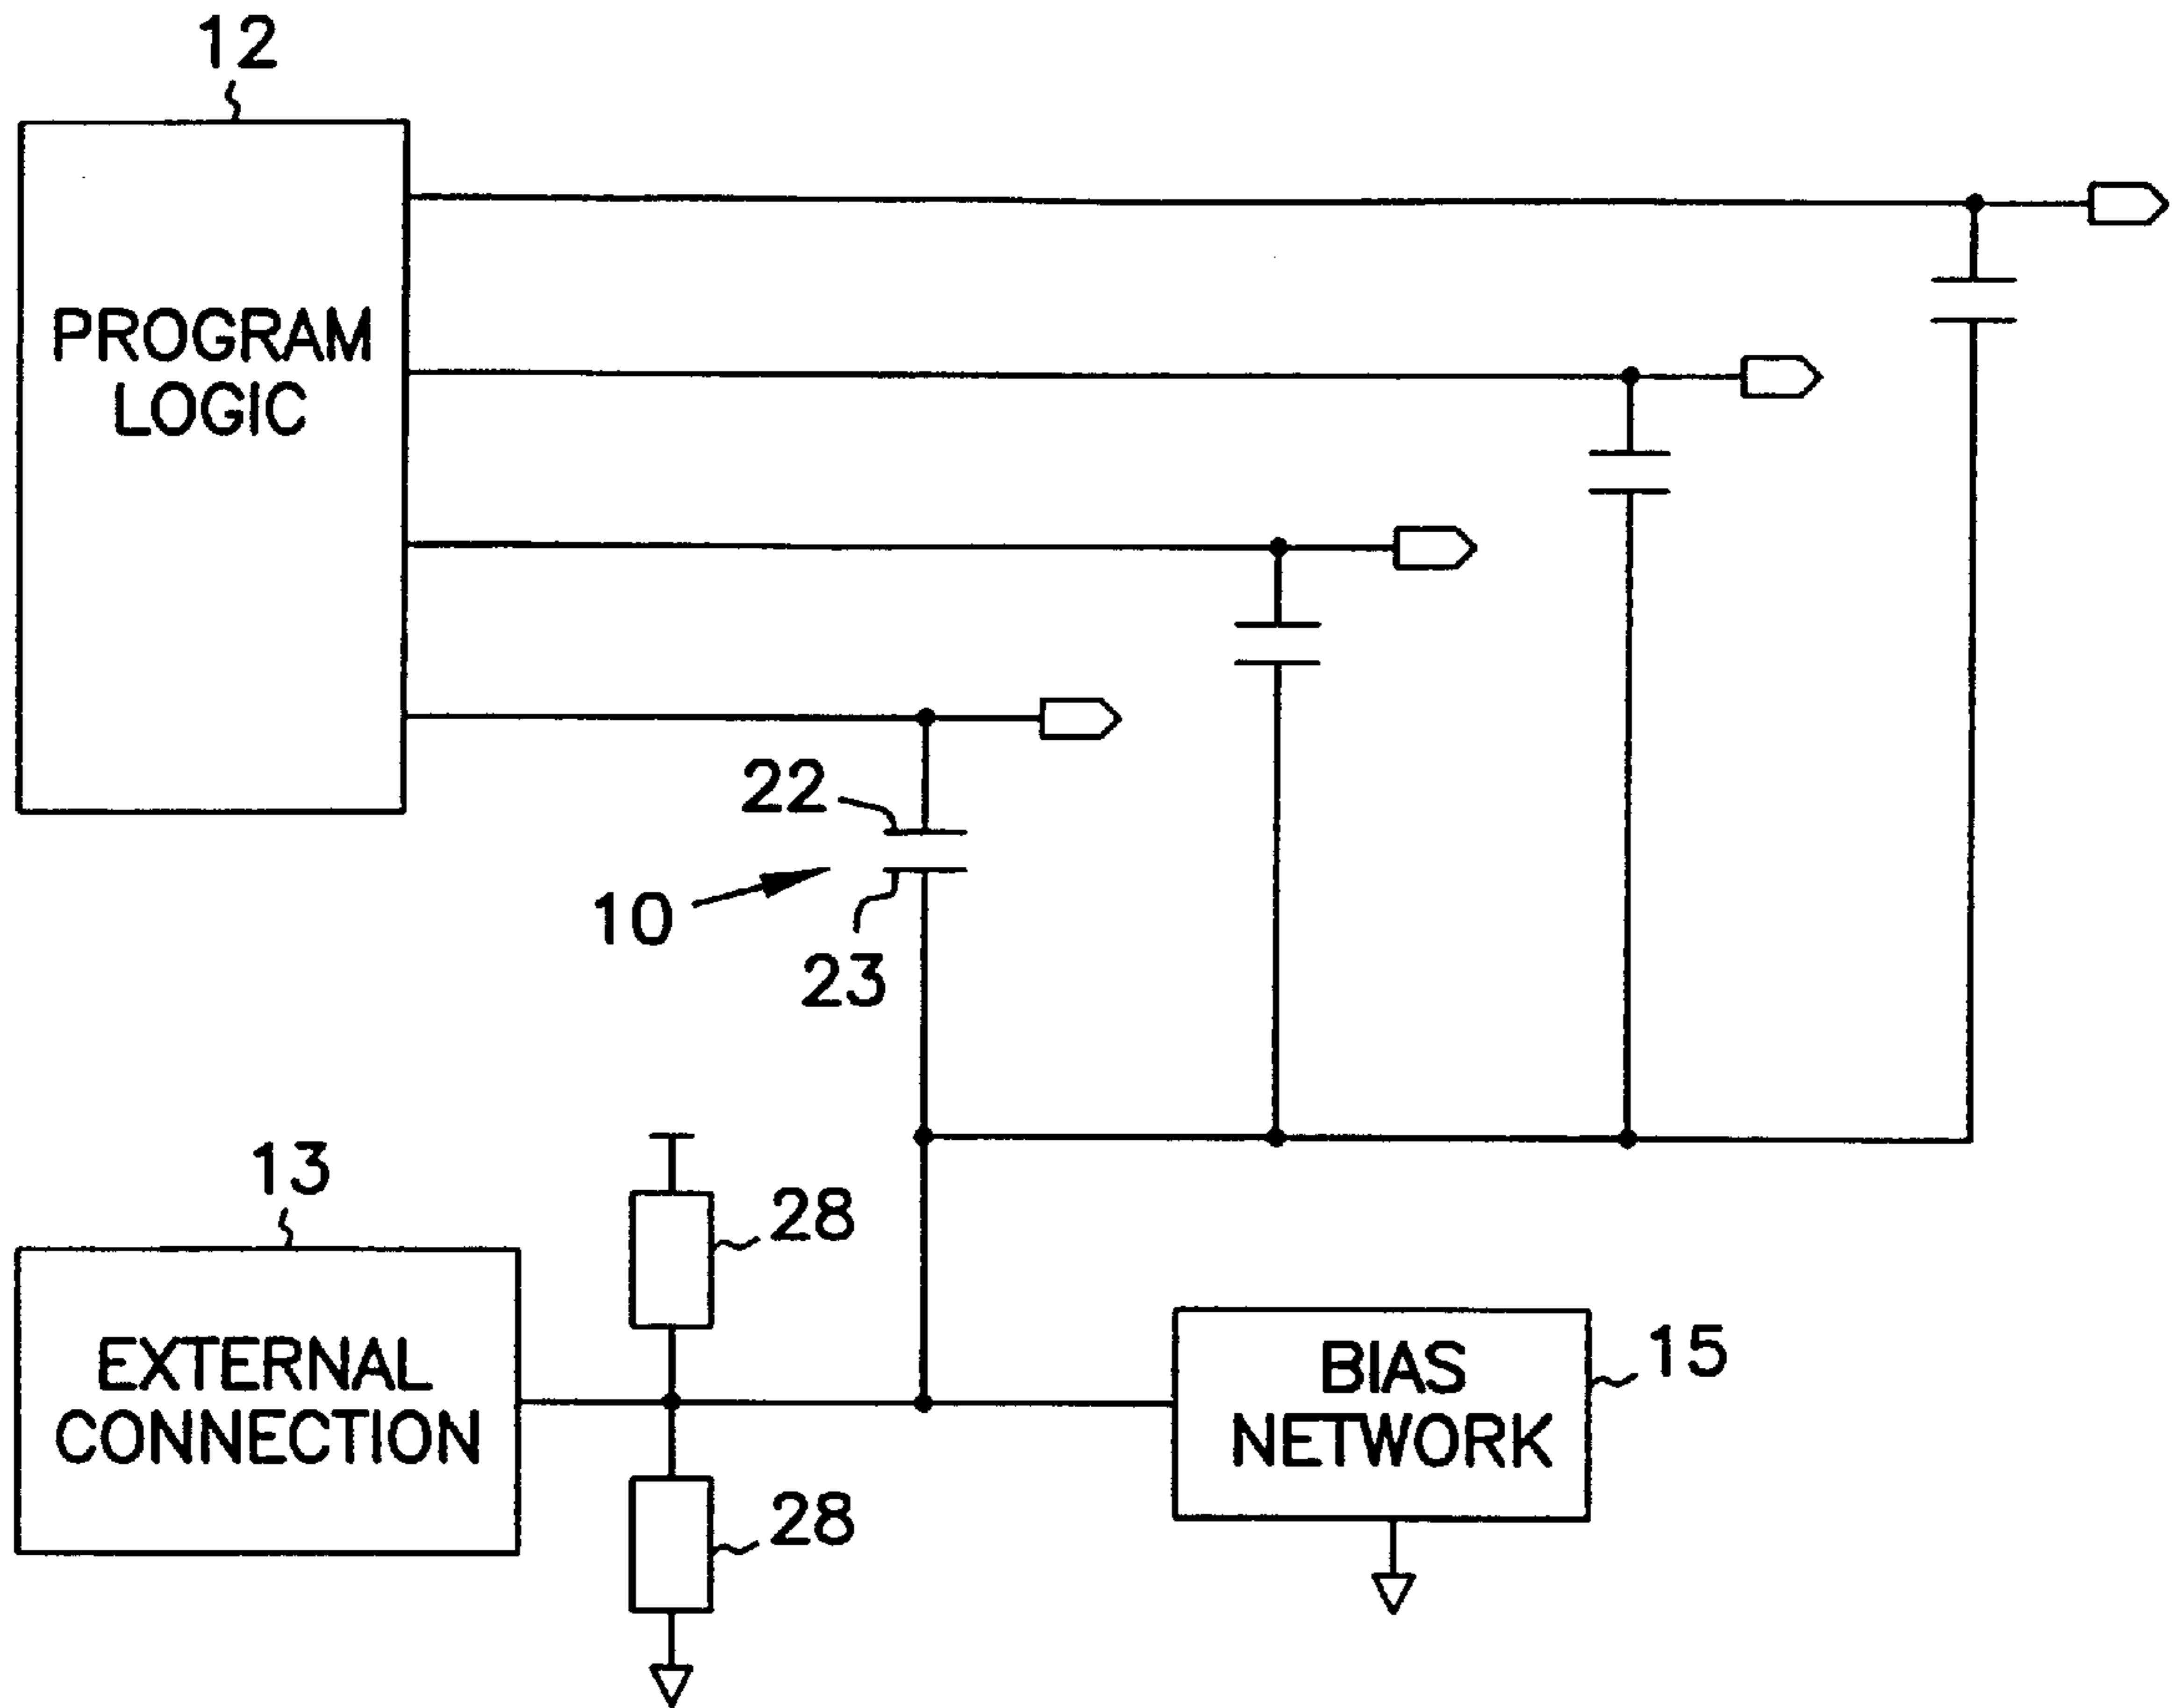 12
PROGRAM
LOGIC
22
10
23
13
28
EXTERNAL
CONNECTION
BIAS
NETWORK
15
28